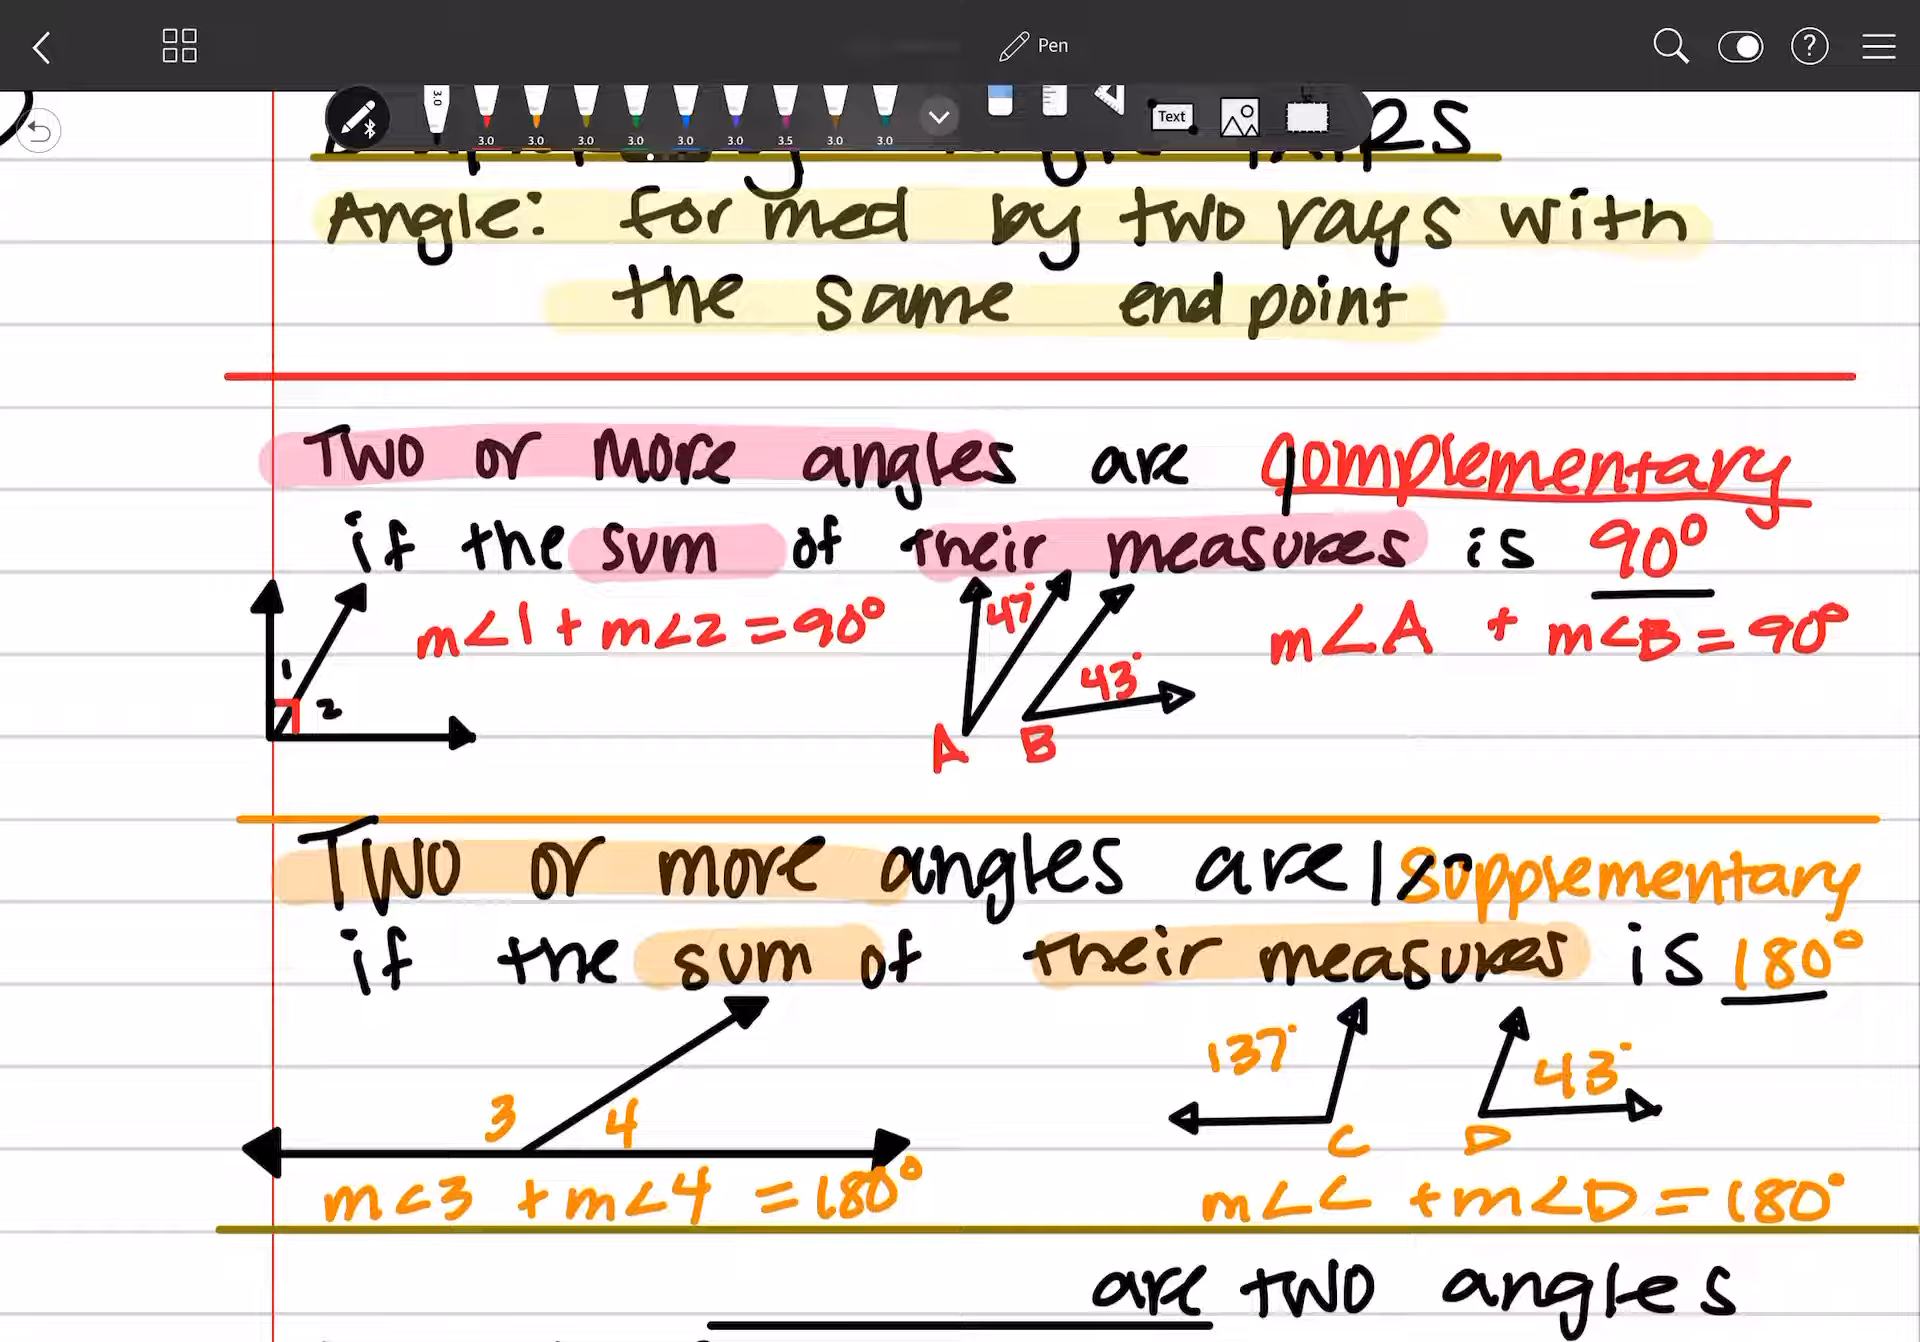 Pen
3.0 3.0 3.0 3.0 3.0 3.0 3.0 3.5 3.0 3.0
Text
Angle: formed by two rays with
the same endpoint
Two or more angles are complementary
if the sum of their measures is 90°
m∠1 + m∠2 = 90°
47°
m∠A + m∠B = 90°
1
2
43°
A B
Two or more angles are supplementary
if the sum of their measures is 180°
137°
43°
3 4
C D
m∠3 + m∠4 = 180°
m∠C + m∠D = 180°
are two angles